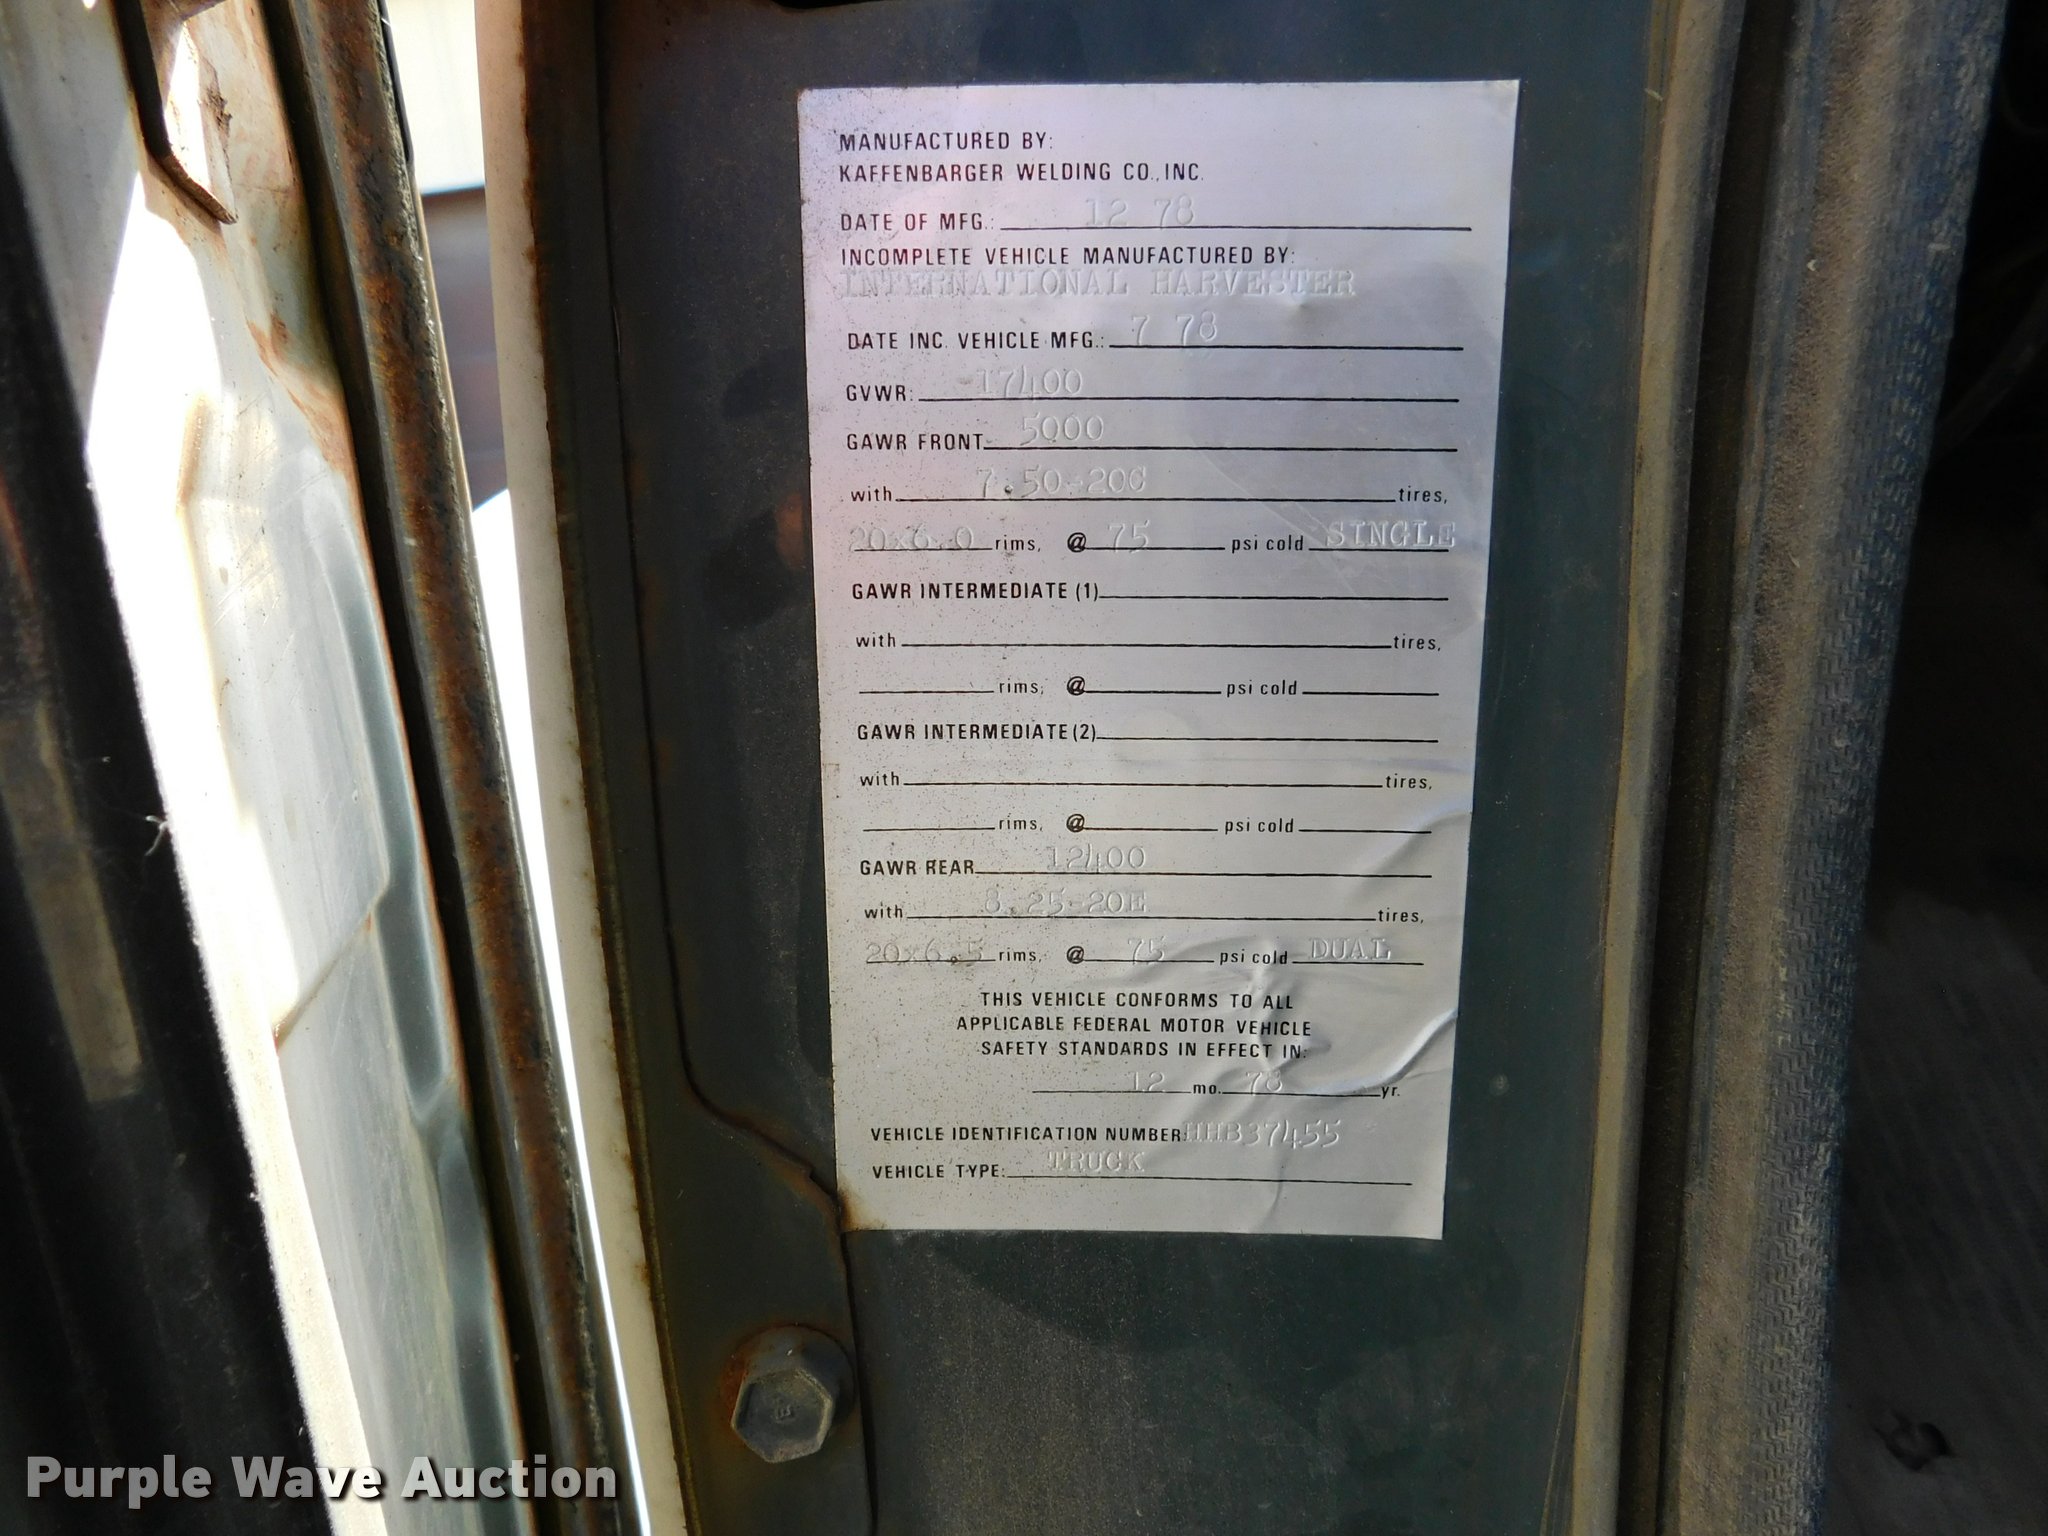 MANUFACTURED BY:
KAFFENBARGER WELDING CO., INC.
DATE OF MFG.: 12 78
INCOMPLETE VEHICLE MANUFACTURED BY:
INTERNATIONAL HARVESTER
DATE INC. VEHICLE MFG.: 7 78
GVWR: 17400
GAWR FRONT 5000
with 7.50-20C tires,
20x6.0 rims, @ 75 psi cold SINGLE
GAWR INTERMEDIATE (1)
with tires,
rims, @ psi cold
GAWR INTERMEDIATE (2)
with tires,
rims, @ psi cold
GAWR REAR 12400
with 8.25-20E tires,
20x6.5 rims, @ 75 psi cold DUAL
THIS VEHICLE CONFORMS TO ALL
APPLICABLE FEDERAL MOTOR VEHICLE
SAFETY STANDARDS IN EFFECT IN:
12 mo. 78 yr.
VEHICLE IDENTIFICATION NUMBER: HHB37455
VEHICLE TYPE: TRUCK
Purple Wave Auction